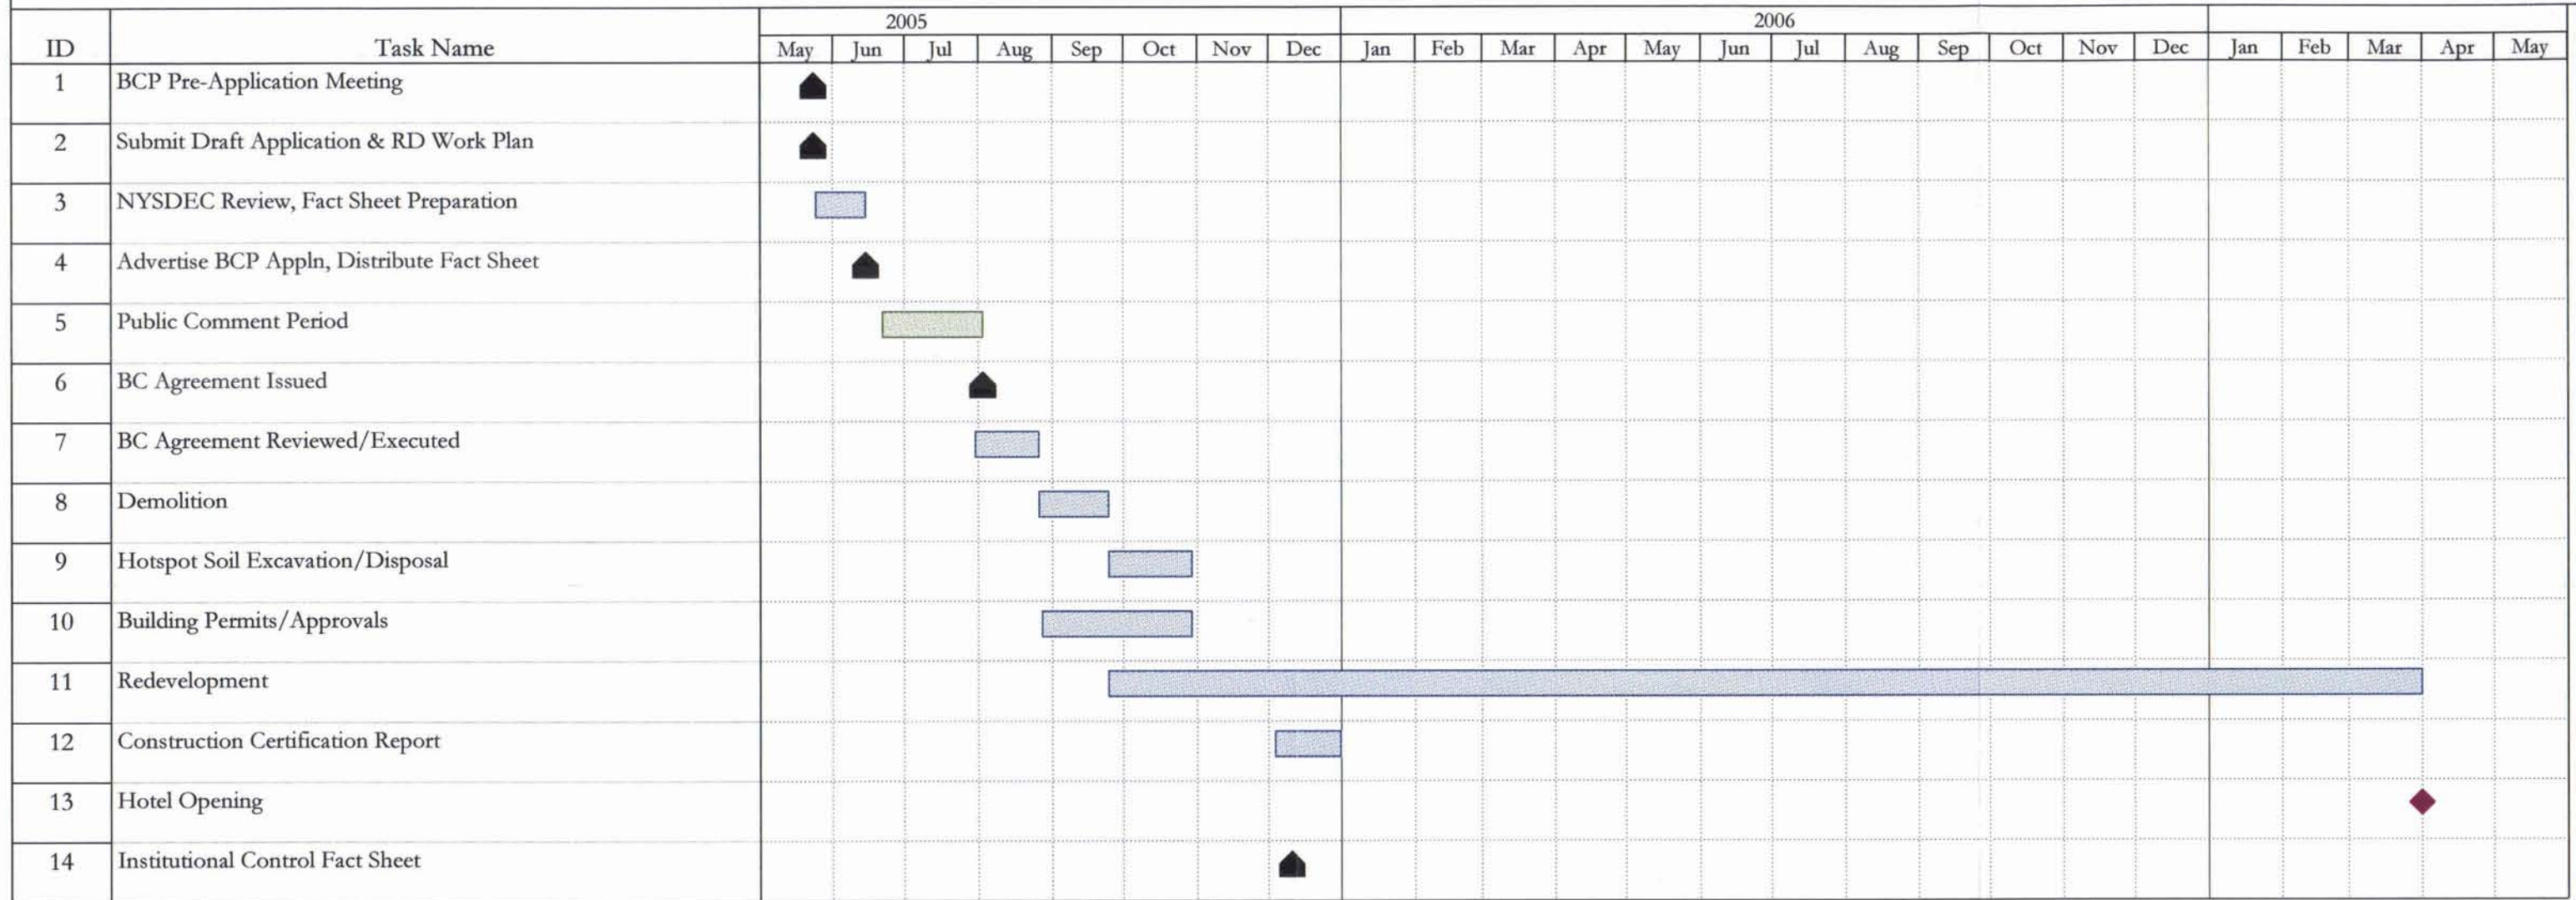 2005 2006
ID Task Name May Jun Jul Aug Sep Oct Nov Dec Jan Feb Mar Apr May Jun Jul Aug Sep Oct Nov Dec Jan Feb Mar Apr May
1 BCP Pre-Application Meeting
2 Submit Draft Application & RD Work Plan
3 NYSDEC Review, Fact Sheet Preparation
4 Advertise BCP Appln, Distribute Fact Sheet
5 Public Comment Period
6 BC Agreement Issued
7 BC Agreement Reviewed/Executed
8 Demolition
9 Hotspot Soil Excavation/Disposal
10 Building Permits/Approvals
11 Redevelopment
12 Construction Certification Report
13 Hotel Opening
14 Institutional Control Fact Sheet